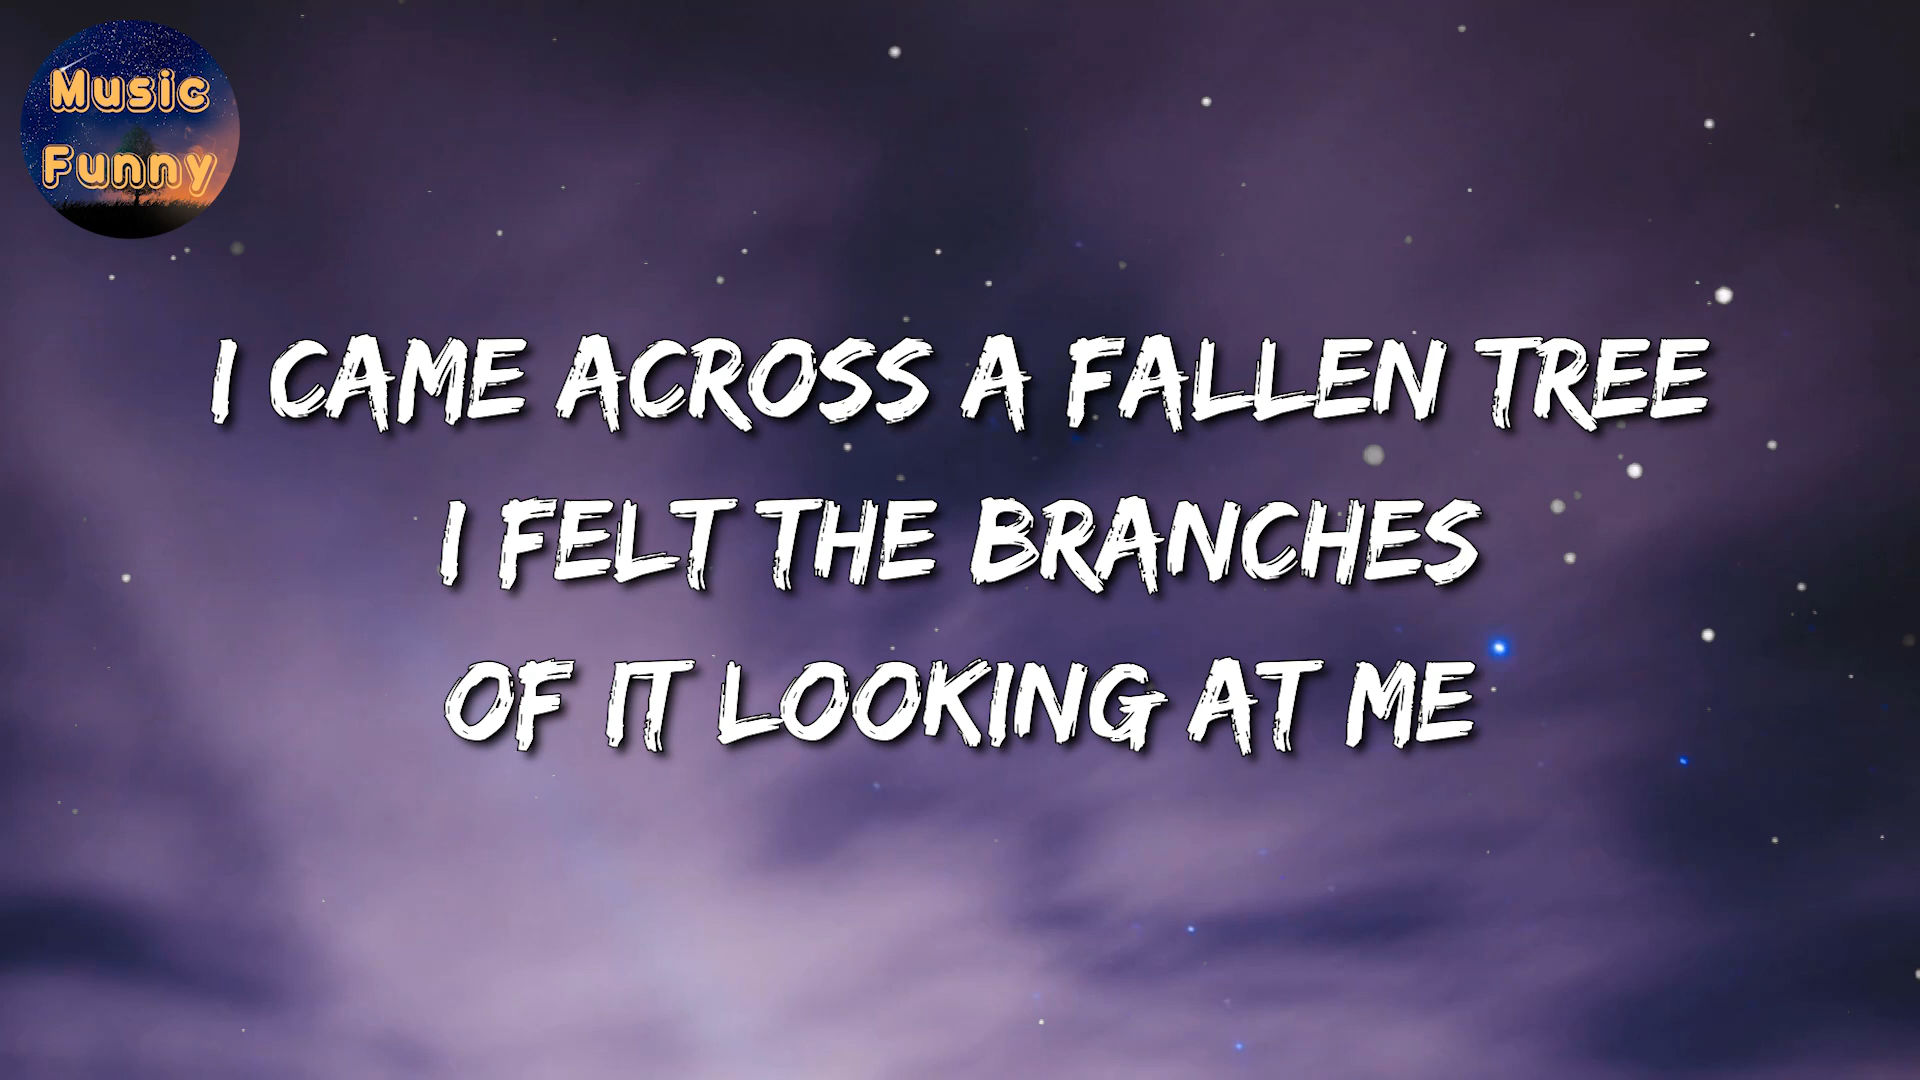 Music
Funny
I CAME ACROSS A FALLEN TREE
I FELT THE BRANCHES
OF IT LOOKING AT ME